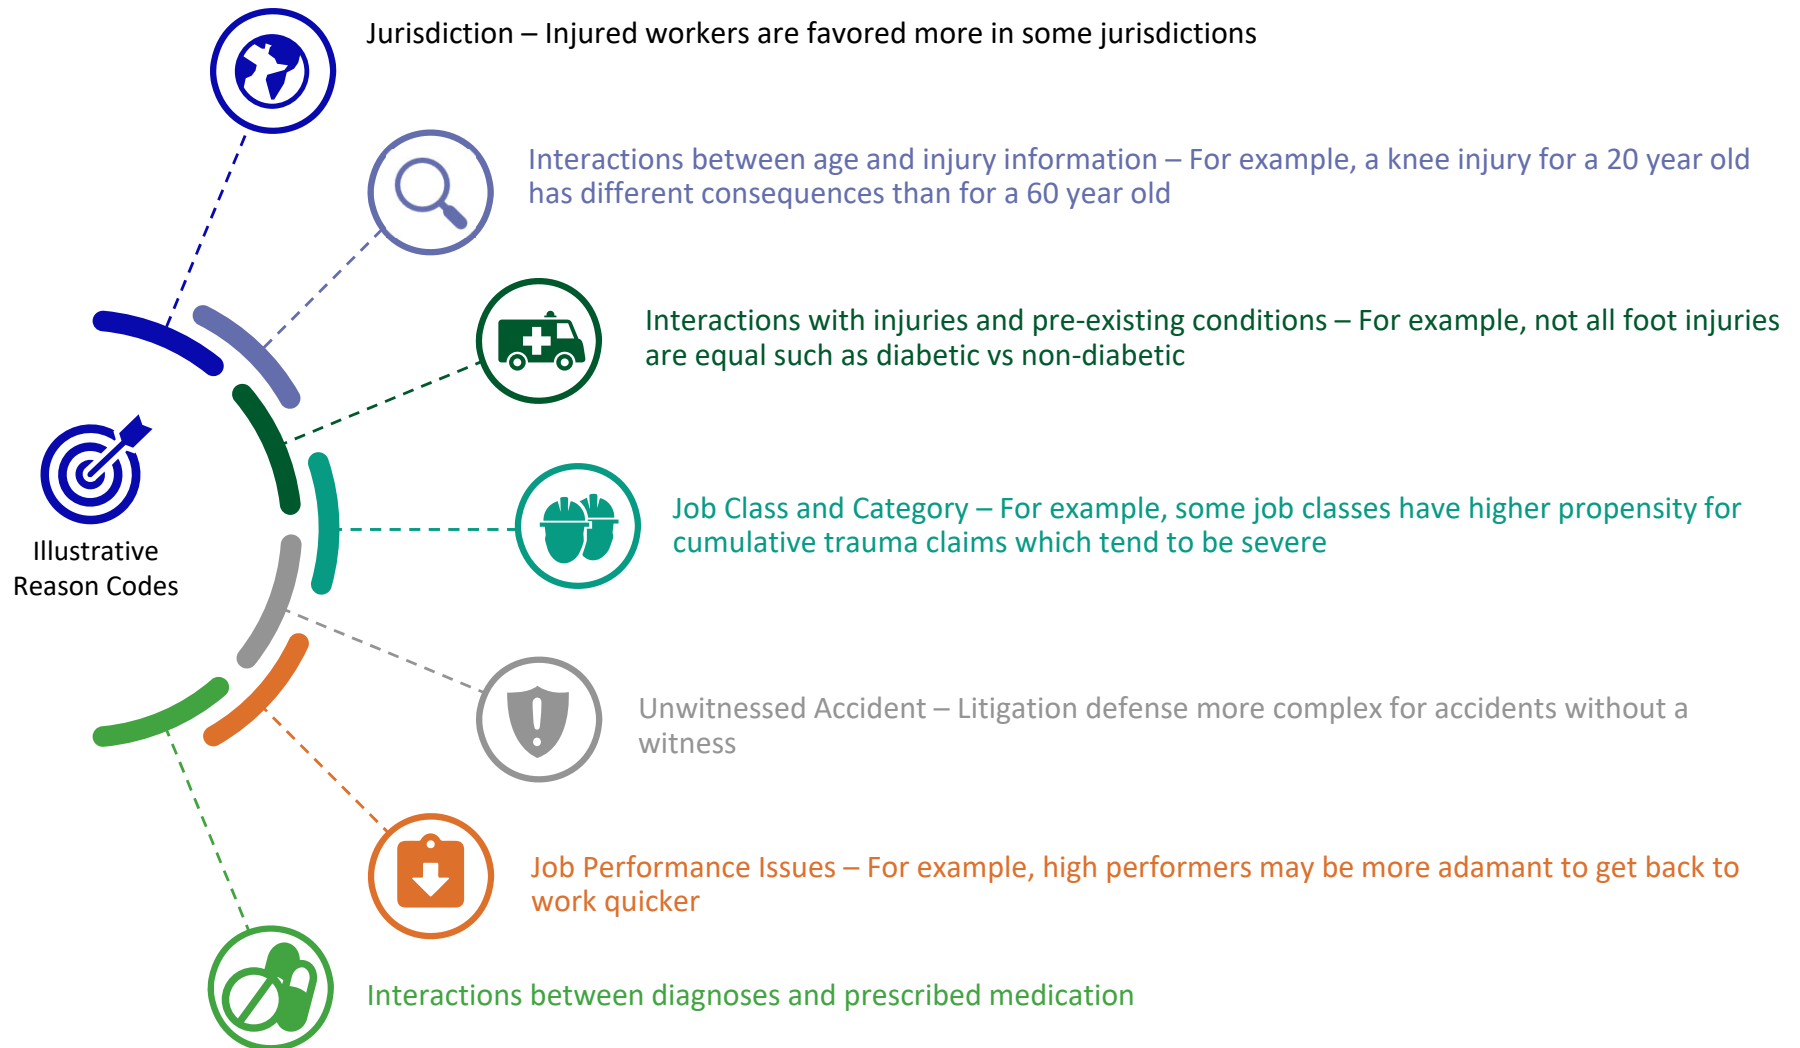 Jurisdiction – Injured workers are favored more in some jurisdictions
Interactions between age and injury information – For example, a knee injury for a 20 year old
has different consequences than for a 60 year old
Interactions with injuries and pre-existing conditions – For example, not all foot injuries
are equal such as diabetic vs non-diabetic
Job Class and Category – For example, some job classes have higher propensity for
cumulative trauma claims which tend to be severe
Illustrative
Reason Codes
Unwitnessed Accident – Litigation defense more complex for accidents without a
witness
Job Performance Issues – For example, high performers may be more adamant to get back to
work quicker
Interactions between diagnoses and prescribed medication